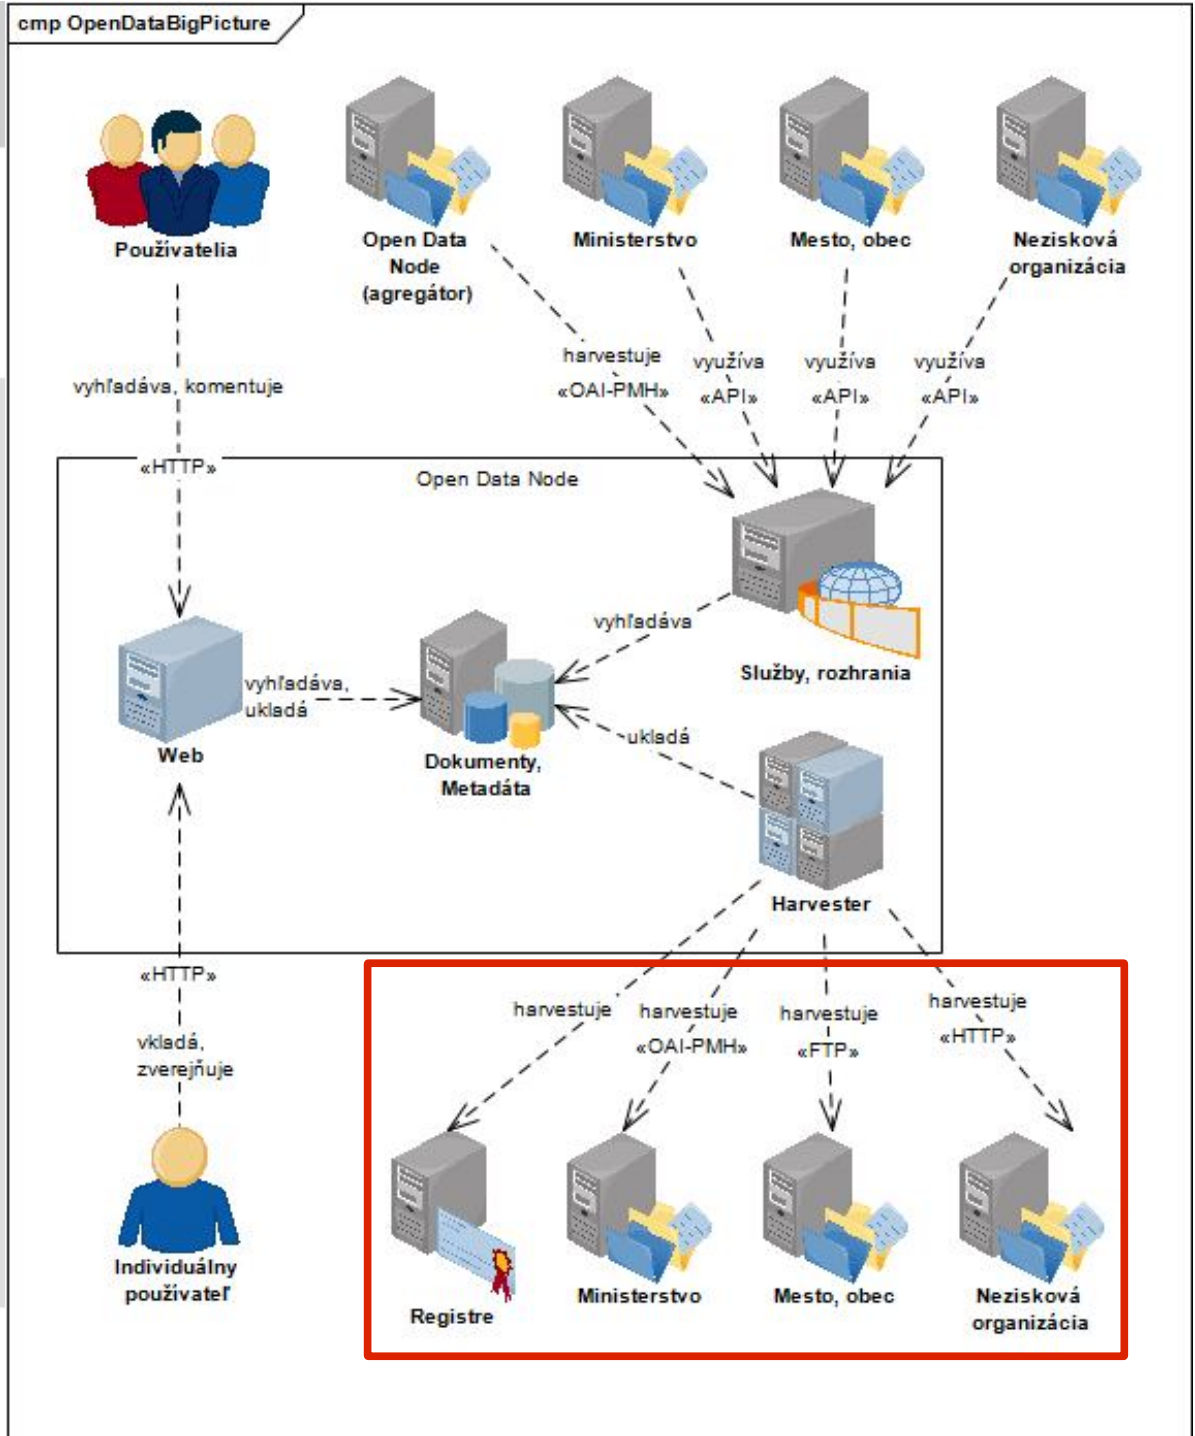 cmp OpenDataBigPicture
Používatelia
Open Data
Node
(agregátor)
Ministerstvo
Mesto, obec
Nezisková
organizácia
vyhľadáva, komentuje
«HTTP»
harvestuje
«OAI-PMH»
využíva
«API»
využíva
«API»
využíva
«API»
Open Data Node
Služby, rozhrania
vyhľadáva
vyhľadáva,
ukladá
Web
Dokumenty,
Metadáta
ukladá
Harvester
«HTTP»
vkladá,
zverejňuje
Individuálny
používateľ
harvestuje
harvestuje
«OAI-PMH»
harvestuje
«FTP»
harvestuje
«HTTP»
Registre
Ministerstvo
Mesto, obec
Nezisková
organizácia